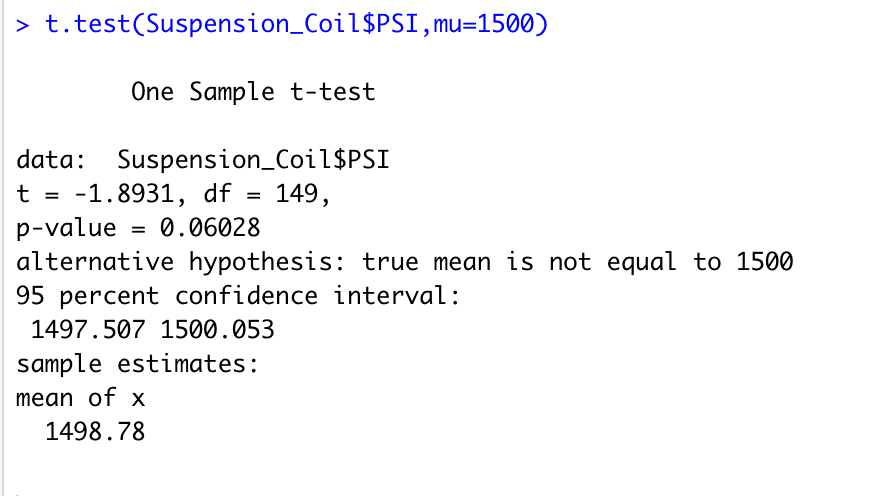 > t.test(Suspension_Coil$PSI,mu=1500)
One Sample t-test
data:  Suspension_Coil$PSI
t = -1.8931, df = 149,
p-value = 0.06028
alternative hypothesis: true mean is not equal to 1500
95 percent confidence interval:
 1497.507 1500.053
sample estimates:
mean of x
  1498.78